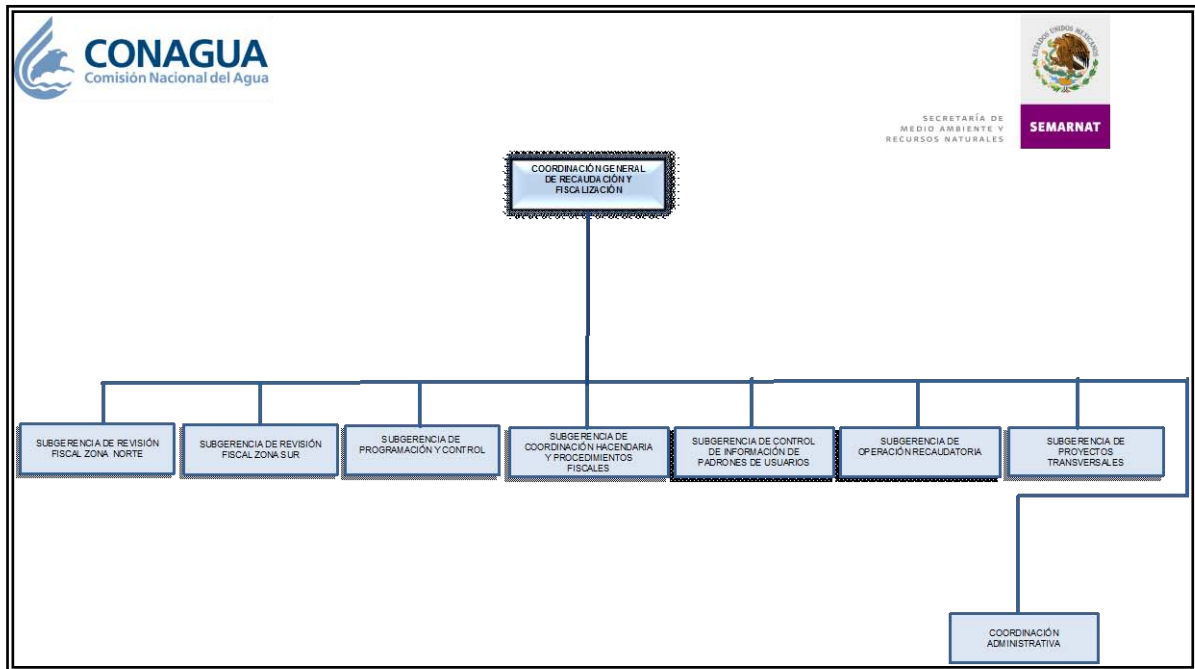 CONAGUA
Comisión Nacional del Agua
ESTADOS UNIDOS MEXICANOS
SECRETARÍA DE
MEDIO AMBIENTE Y
RECURSOS NATURALES
SEMARNAT
COORDINACIÓN GENERAL
DE RECAUDACIÓN Y
FISCALIZACIÓN
SUBGERENCIA DE REVISIÓN
FISCAL ZONA NORTE
SUBGERENCIA DE REVISIÓN
FISCAL ZONA SUR
SUBGERENCIA DE
PROGRAMACIÓN Y CONTROL
SUBGERENCIA DE
COORDINACIÓN HACENDARIA
Y PROCEDIMIENTOS
FISCALES
SUBGERENCIA DE CONTROL
DE INFORMACIÓN DE
PADRONES DE USUARIOS
SUBGERENCIA DE
OPERACIÓN RECAUDATORIA
SUBGERENCIA DE
PROYECTOS
TRANSVERSALES
COORDINACIÓN
ADMINISTRATIVA